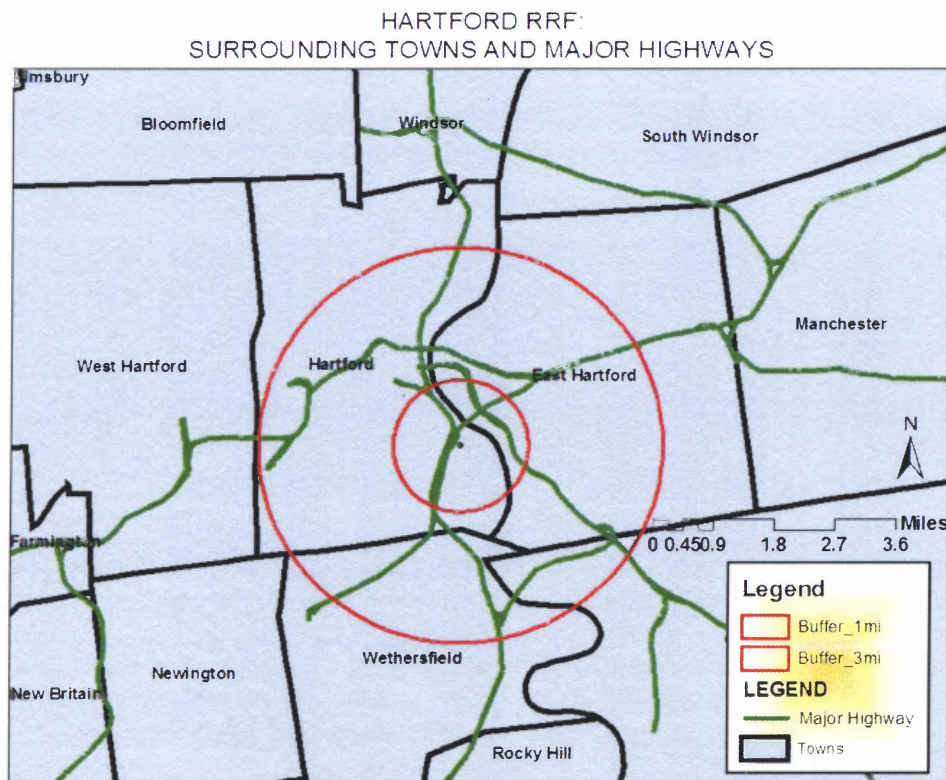 HARTFORD RRF:
SURROUNDING TOWNS AND MAJOR HIGHWAYS
imsbury
Bloomfield
Windsor
South Windsor
West Hartford
Hartford
East Hartford
Manchester
N
Farmington
Miles
0 0.450.9 1.8 2.7 3.6
New Britain
Newington
Wethersfield
Rocky Hill
Legend
Buffer_1mi
Buffer_3mi
LEGEND
Major Highway
Towns